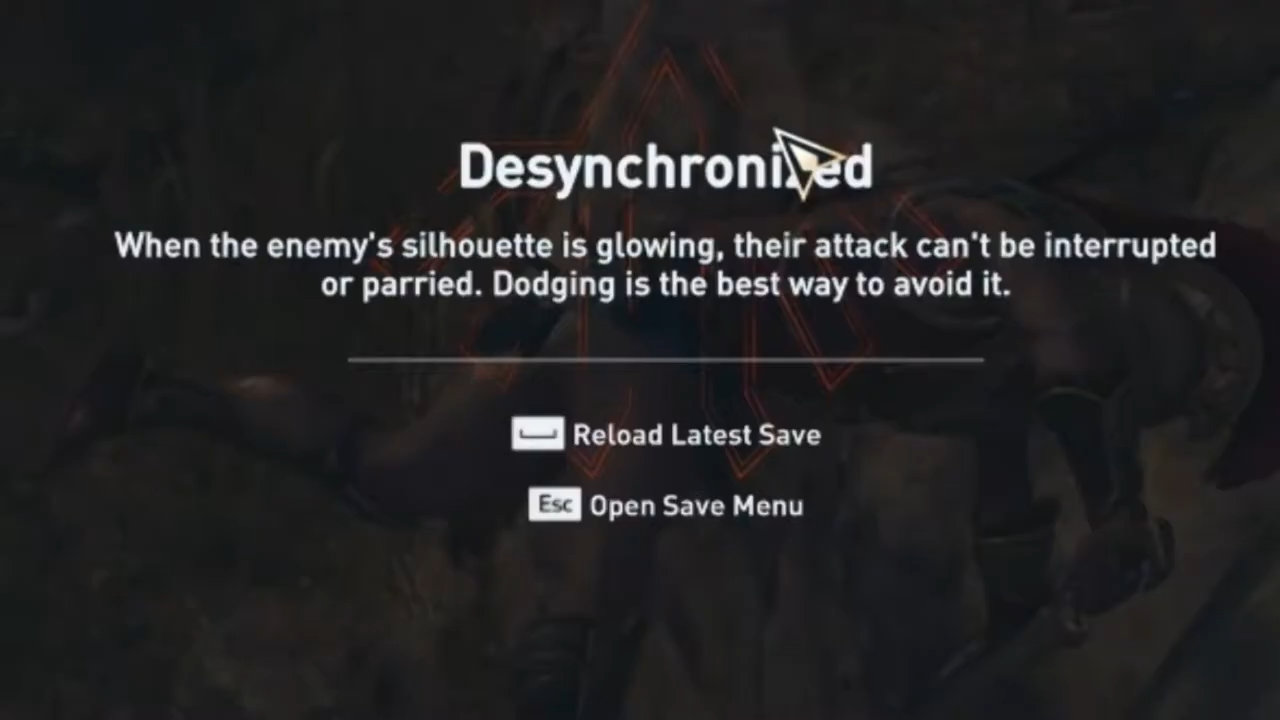 Desynchronized
When the enemy's silhouette is glowing, their attack can't be interrupted
or parried. Dodging is the best way to avoid it.
Reload Latest Save
Esc Open Save Menu